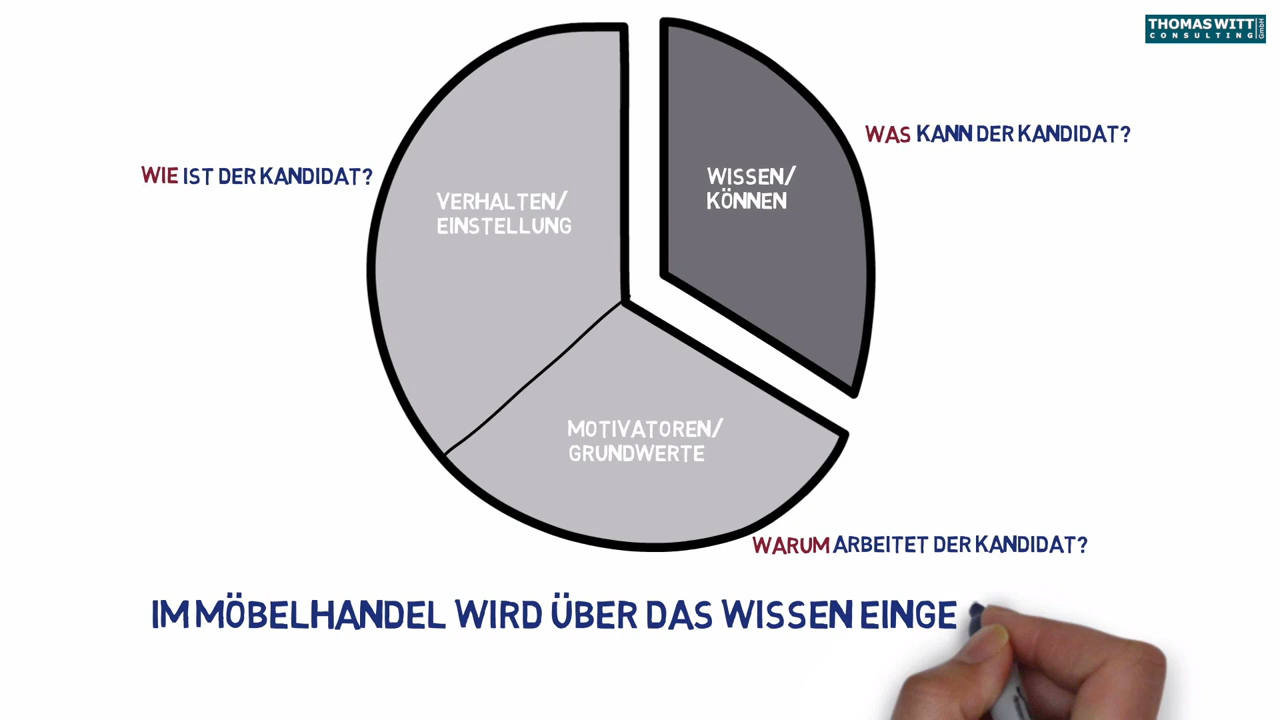 THOMAS WITT
CONSULTING GmbH
WAS KANN DER KANDIDAT?
WIE IST DER KANDIDAT?
WISSEN/
KÖNNEN
VERHALTEN/
EINSTELLUNG
MOTIVATOREN/
GRUNDWERTE
WARUM ARBEITET DER KANDIDAT?
IM MÖBELHANDEL WIRD ÜBER DAS WISSEN EINGE